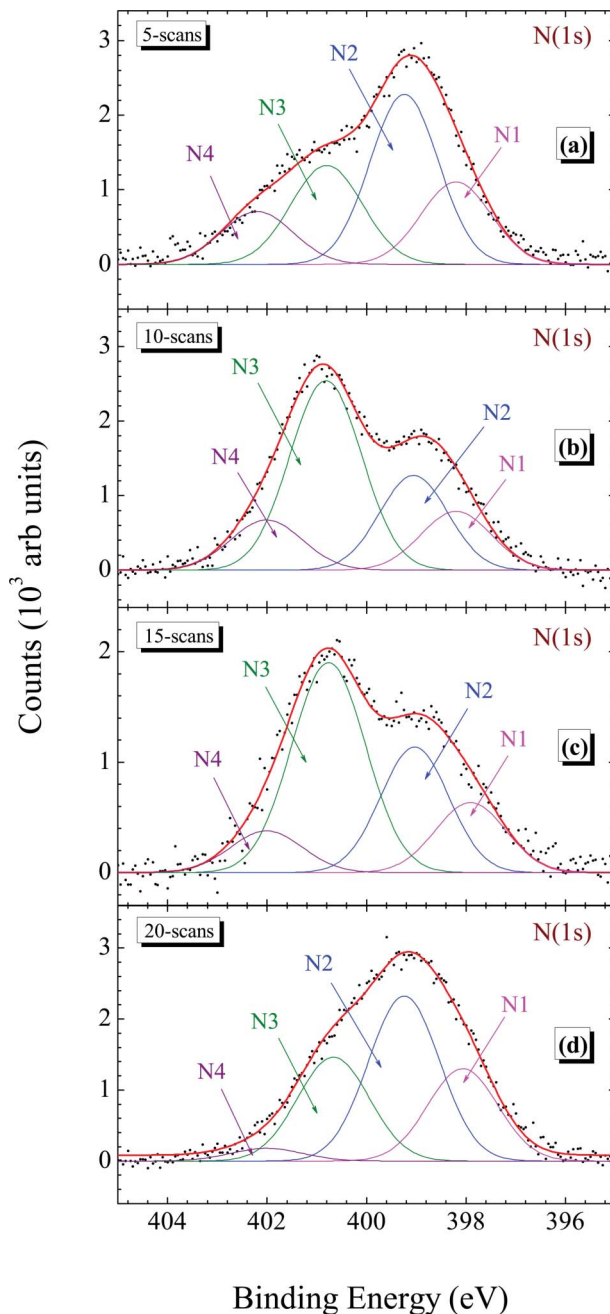 5-scans
N(1s)
N2
N3
N1
N4
(a)
3
2
1
0
10-scans
N(1s)
N3
N2
N4
N1
(b)
3
2
1
0
15-scans
N(1s)
N3
N2
N1
N4
(c)
2
1
0
20-scans
N(1s)
N2
N1
N3
N4
(d)
3
2
1
0
Counts (10³ arb units)
404 402 400 398 396
Binding Energy (eV)